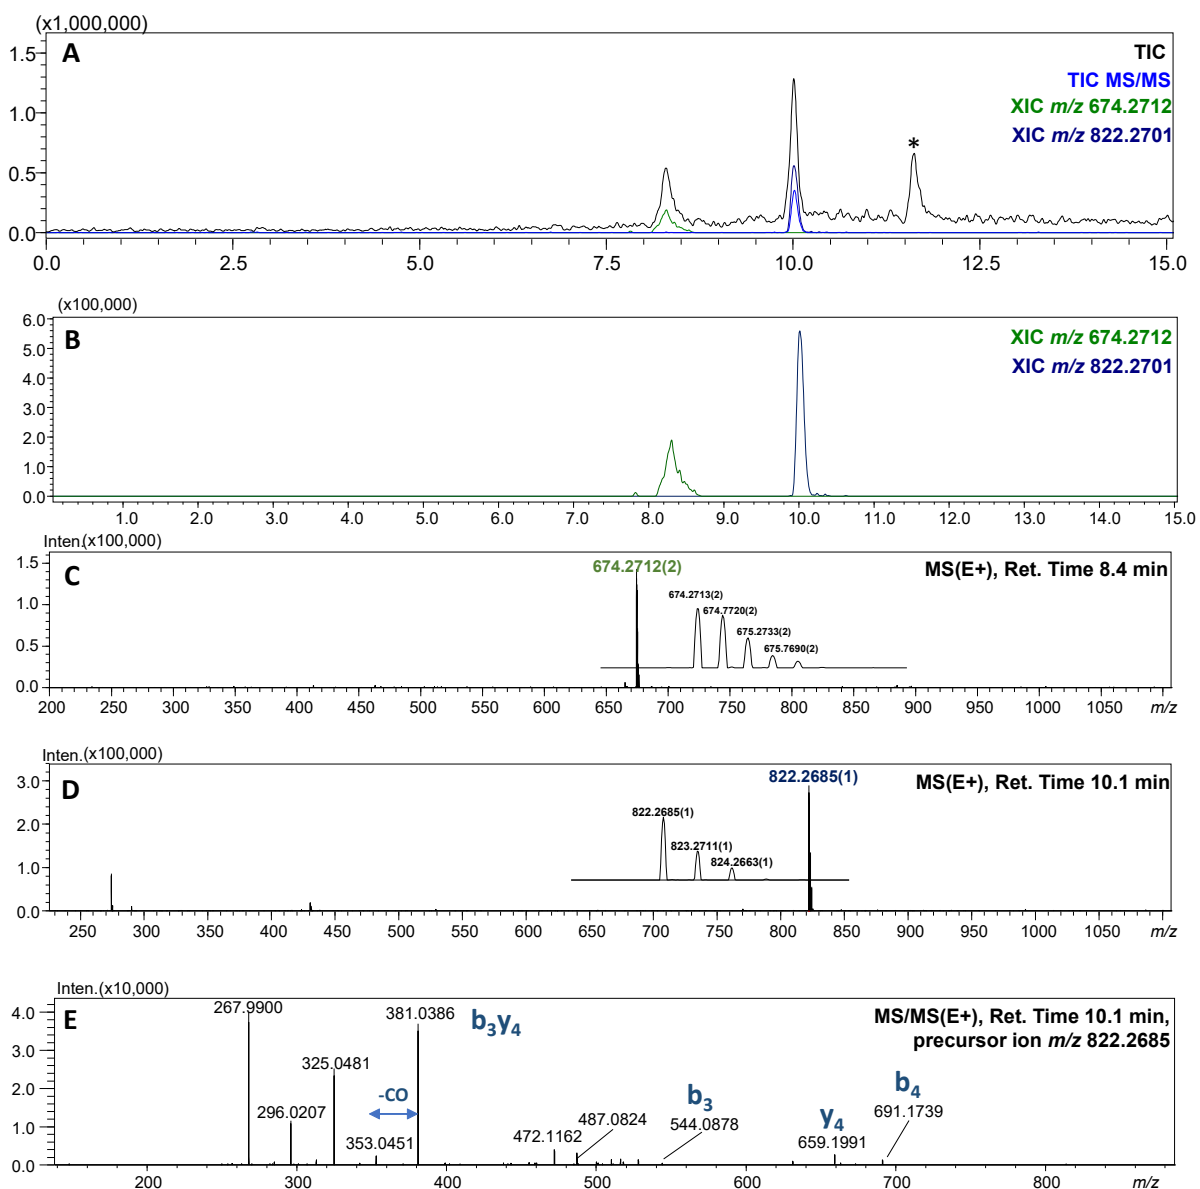 (x1,000,000)
A
TIC
TIC MS/MS
XIC m/z 674.2712
XIC m/z 822.2701
*
1.5
1.0
0.5
0.0
0.0 2.5 5.0 7.5 10.0 12.5 15.0
(x100,000)
B
XIC m/z 674.2712
XIC m/z 822.2701
6.0
5.0
4.0
3.0
2.0
1.0
0.0
1.0 2.0 3.0 4.0 5.0 6.0 7.0 8.0 9.0 10.0 11.0 12.0 13.0 14.0 15.0
Inten.(x100,000)
C
674.2712(2)
MS(E+), Ret. Time 8.4 min
674.2713(2)
674.7720(2)
675.2733(2)
675.7690(2)
1.5
1.0
0.5
0.0
200 250 300 350 400 450 500 550 600 650 700 750 800 850 900 950 1000 1050 m/z
Inten.(x100,000)
D
822.2685(1)
MS(E+), Ret. Time 10.1 min
822.2685(1)
823.2711(1)
824.2663(1)
3.0
2.0
1.0
0.0
250 300 350 400 450 500 550 600 650 700 750 800 850 900 950 1000 1050 m/z
Inten.(x10,000)
E
267.9900
381.0386
b3y4
MS/MS(E+), Ret. Time 10.1 min,
precursor ion m/z 822.2685
325.0481
-CO
296.0207
353.0451
472.1162
487.0824
b3
544.0878
y4
659.1991
b4
691.1739
4.0
3.0
2.0
1.0
0.0
200 300 400 500 600 700 800 m/z